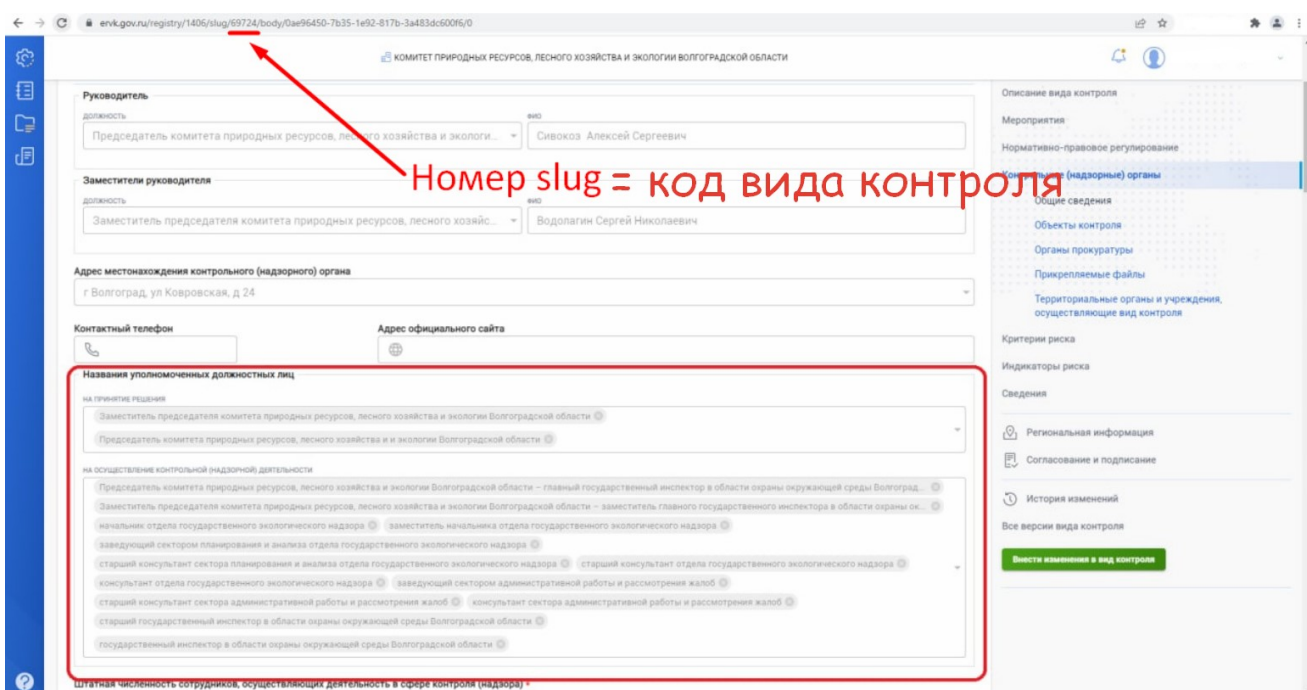 ervk.gov.ru/registry/1406/slug/69724/body/0ae96450-7b35-1e92-817b-3a483dc600f6/0
КОМИТЕТ ПРИРОДНЫХ РЕСУРСОВ, ЛЕСНОГО ХОЗЯЙСТВА И ЭКОЛОГИИ ВОЛГОГРАДСКОЙ ОБЛАСТИ
Руководитель
ДОЛЖНОСТЬ
ФИО
Председатель комитета природных ресурсов, лесного хозяйства и экологи...
Сивокоз Алексей Сергеевич
Номер slug = код вида контроля
Заместители руководителя
ДОЛЖНОСТЬ
ФИО
Заместитель председателя комитета природных ресурсов, лесного хозяйс...
Водолагин Сергей Николаевич
Адрес местонахождения контрольного (надзорного) органа
г Волгоград, ул Ковровская, д 24
Контактный телефон
Адрес официального сайта
Названия уполномоченных должностных лиц
НА ПРИНЯТИЕ РЕШЕНИЯ
Заместитель председателя комитета природных ресурсов, лесного хозяйства и экологии Волгоградской области
Председатель комитета природных ресурсов, лесного хозяйства и и экологии Волгоградской области
НА ОСУЩЕСТВЛЕНИЕ КОНТРОЛЬНОЙ (НАДЗОРНОЙ) ДЕЯТЕЛЬНОСТИ
Председатель комитета природных ресурсов, лесного хозяйства и экологии Волгоградской области – главный государственный инспектор в области охраны окружающей среды Волгоград...
Заместитель председателя комитета природных ресурсов, лесного хозяйства и экологии Волгоградской области – заместитель главного государственного инспектора в области охраны ок...
начальник отдела государственного экологического надзора заместитель начальника отдела государственного экологического надзора
заведующий сектором планирования и анализа отдела государственного экологического надзора
старший консультант сектора планирования и анализа отдела государственного экологического надзора старший консультант отдела государственного экологического надзора
консультант отдела государственного экологического надзора заведующий сектором административной работы и рассмотрения жалоб
старший консультант сектора административной работы и рассмотрения жалоб консультант сектора административной работы и рассмотрения жалоб
старший государственный инспектор в области охраны окружающей среды Волгоградской области
государственный инспектор в области охраны окружающей среды Волгоградской области
Штатная численность сотрудников, осуществляющих деятельность в сфере контроля (надзора) *
Описание вида контроля
Мероприятия
Нормативно-правовое регулирование
Контрольные (надзорные) органы
Общие сведения
Объекты контроля
Органы прокуратуры
Прикрепляемые файлы
Территориальные органы и учреждения,
осуществляющие вид контроля
Критерии риска
Индикаторы риска
Сведения
Региональная информация
Согласование и подписание
История изменений
Все версии вида контроля
Внести изменения в вид контроля